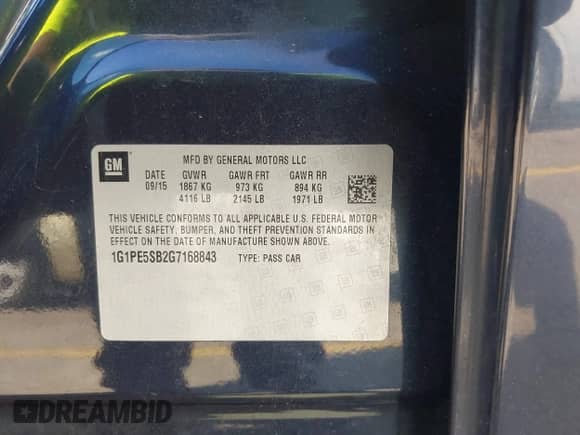 GM
MFD BY GENERAL MOTORS LLC
DATE GVWR GAWR FRT GAWR RR
09/15 1867 KG 973 KG 894 KG
4116 LB 2145 LB 1971 LB
THIS VEHICLE CONFORMS TO ALL APPLICABLE U.S. FEDERAL MOTOR
VEHICLE SAFETY, BUMPER, AND THEFT PREVENTION STANDARDS IN
EFFECT ON THE DATE OF MANUFACTURE SHOWN ABOVE.
1G1PE5SB2G7168843 TYPE: PASS CAR
DREAMBID